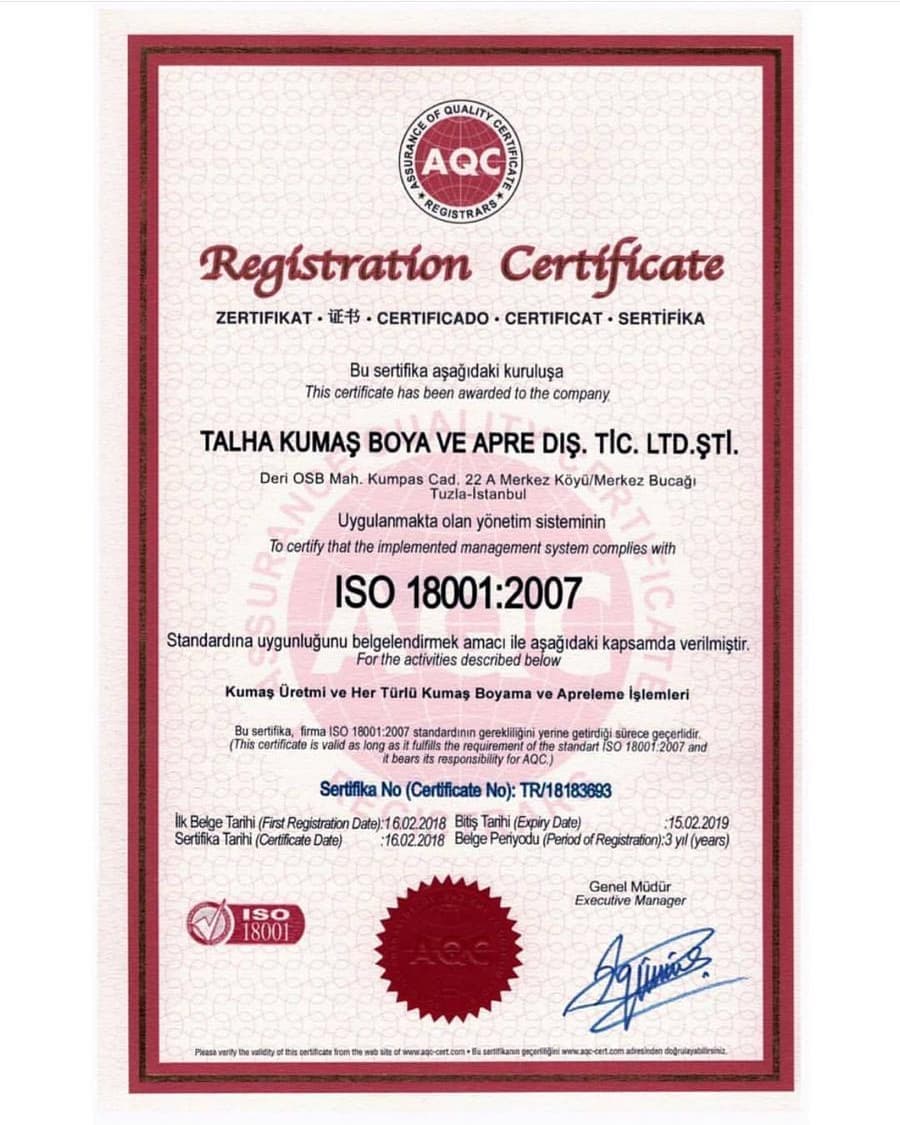 ASSURANCE OF QUALITY CERTIFICATE
AQC
★ REGISTRARS ★
Registration Certificate
ZERTIFIKAT • 证书 • CERTIFICADO • CERTIFICAT • SERTİFİKA
Bu sertifika aşağıdaki kuruluşa
This certificate has been awarded to the company.
TALHA KUMAŞ BOYA VE APRE DIŞ. TİC. LTD.ŞTİ.
Deri OSB Mah. Kumpas Cad. 22 A Merkez Köyü/Merkez Bucağı
Tuzla-İstanbul
Uygulanmakta olan yönetim sisteminin
To certify that the implemented management system complies with
ISO 18001:2007
Standardına uygunluğunu belgelendirmek amacı ile aşağıdaki kapsamda verilmiştir.
For the activities described below
Kumaş Üretmi ve Her Türlü Kumaş Boyama ve Apreleme İşlemleri
Bu sertifika, firma ISO 18001:2007 standardının gerekliliğini yerine getirdiği sürece geçerlidir.
(This certificate is valid as long as it fulfills the requirement of the standart ISO 18001:2007 and
it bears its responsibility for AQC.)
Sertifika No (Certificate No): TR/18183693
İlk Belge Tarihi (First Registration Date):16.02.2018 Bitiş Tarihi (Expiry Date) :15.02.2019
Sertifika Tarihi (Certificate Date) :16.02.2018 Belge Periyodu (Period of Registration):3 yıl (years)
Genel Müdür
Executive Manager
ISO
18001
AQC
Please verify the validity of this certificate from the web site of www.aqc-cert.com • Bu sertifikanın geçerliliğini www.aqc-cert.com adresinden doğrulayabilirsiniz.